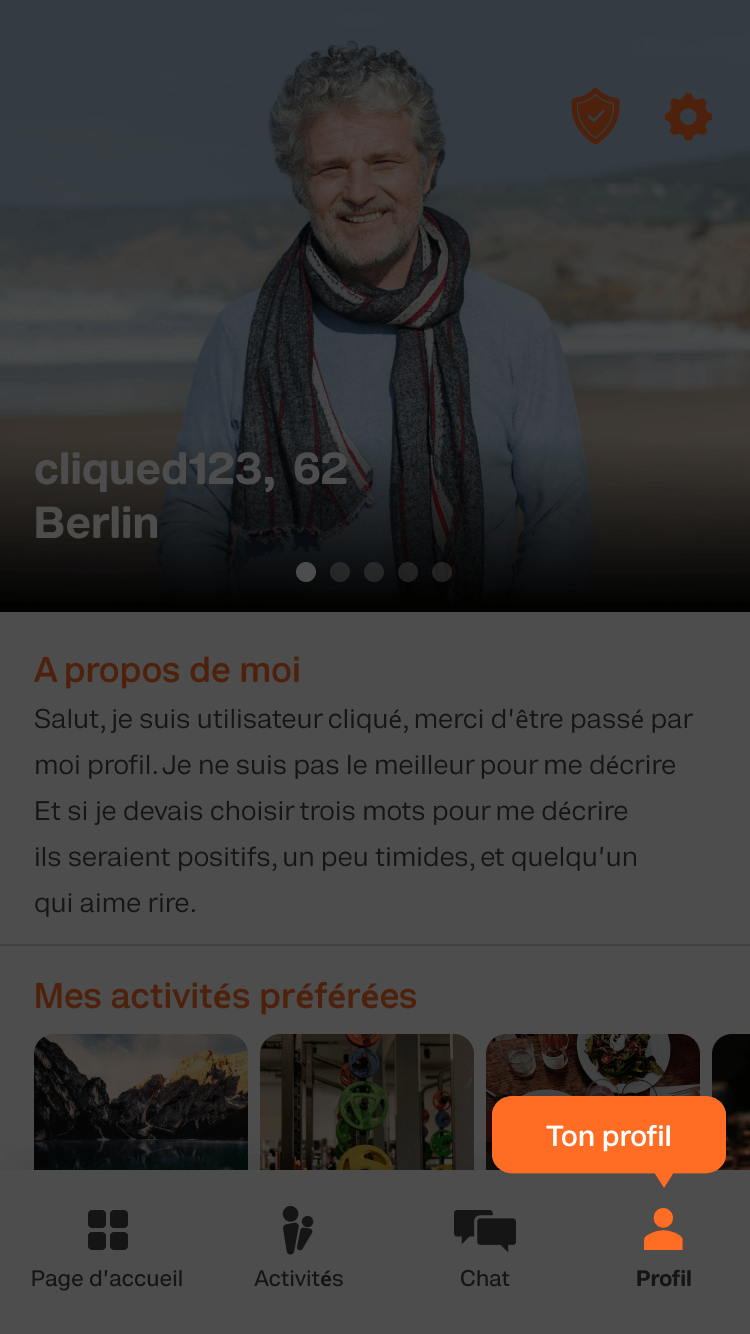 cliqued123, 62
Berlin
A propos de moi
Salut, je suis utilisateur cliqué, merci d'être passé par
moi profil. Je ne suis pas le meilleur pour me décrire
Et si je devais choisir trois mots pour me décrire
ils seraient positifs, un peu timides, et quelqu'un
qui aime rire.
Mes activités préférées
Ton profil
Page d'accueil
Activités
Chat
Profil